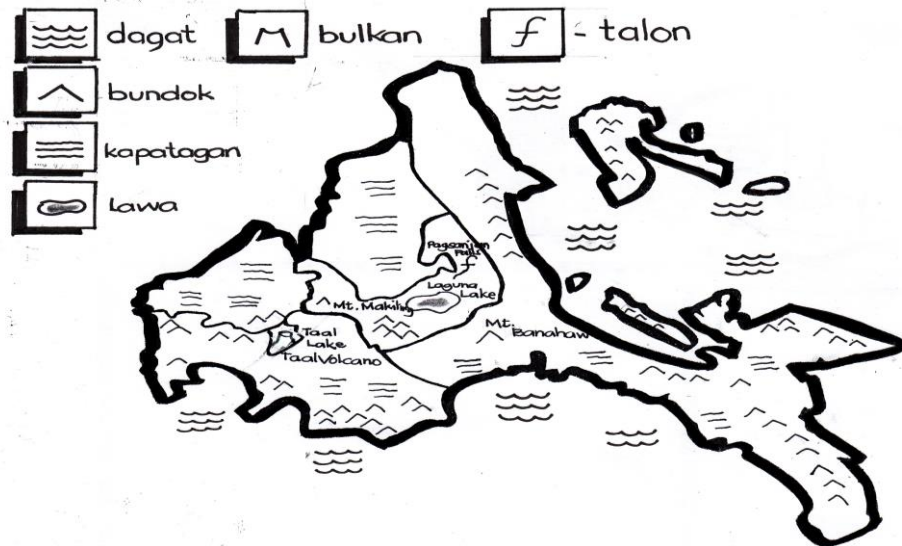 dagat
bulkan
f - talon
bundok
kapatagan
lawa
Pagsanjan
Falls
f
Laguna
Lake
Mt. Makiling
Mt.
Banahaw
Taal
Lake
Taal Volcano